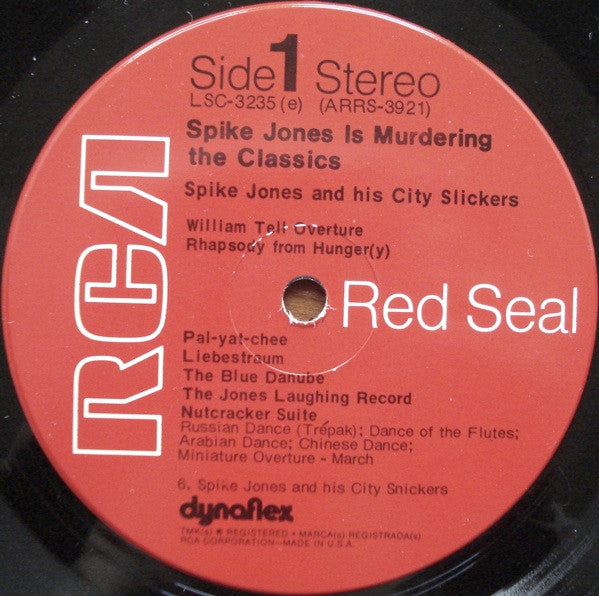 Side 1 Stereo
LSC-3235 (e) (ARRS-3921)
Spike Jones Is Murdering
the Classics
Spike Jones and his City Slickers
William Tell Overture
Rhapsody from Hunger(y)
RCA
Red Seal
Pal-yat-chee
Liebestraum
The Blue Danube
The Jones Laughing Record
Nutcracker Suite
Russian Dance (Trépak); Dance of the Flutes;
Arabian Dance; Chinese Dance;
Miniature Overture - March
6. Spike Jones and his City Snickers
dynaflex
TMK(s) ® REGISTERED • MARCA(s) REGISTRADA(s)
RCA CORPORATION—MADE IN U.S.A.